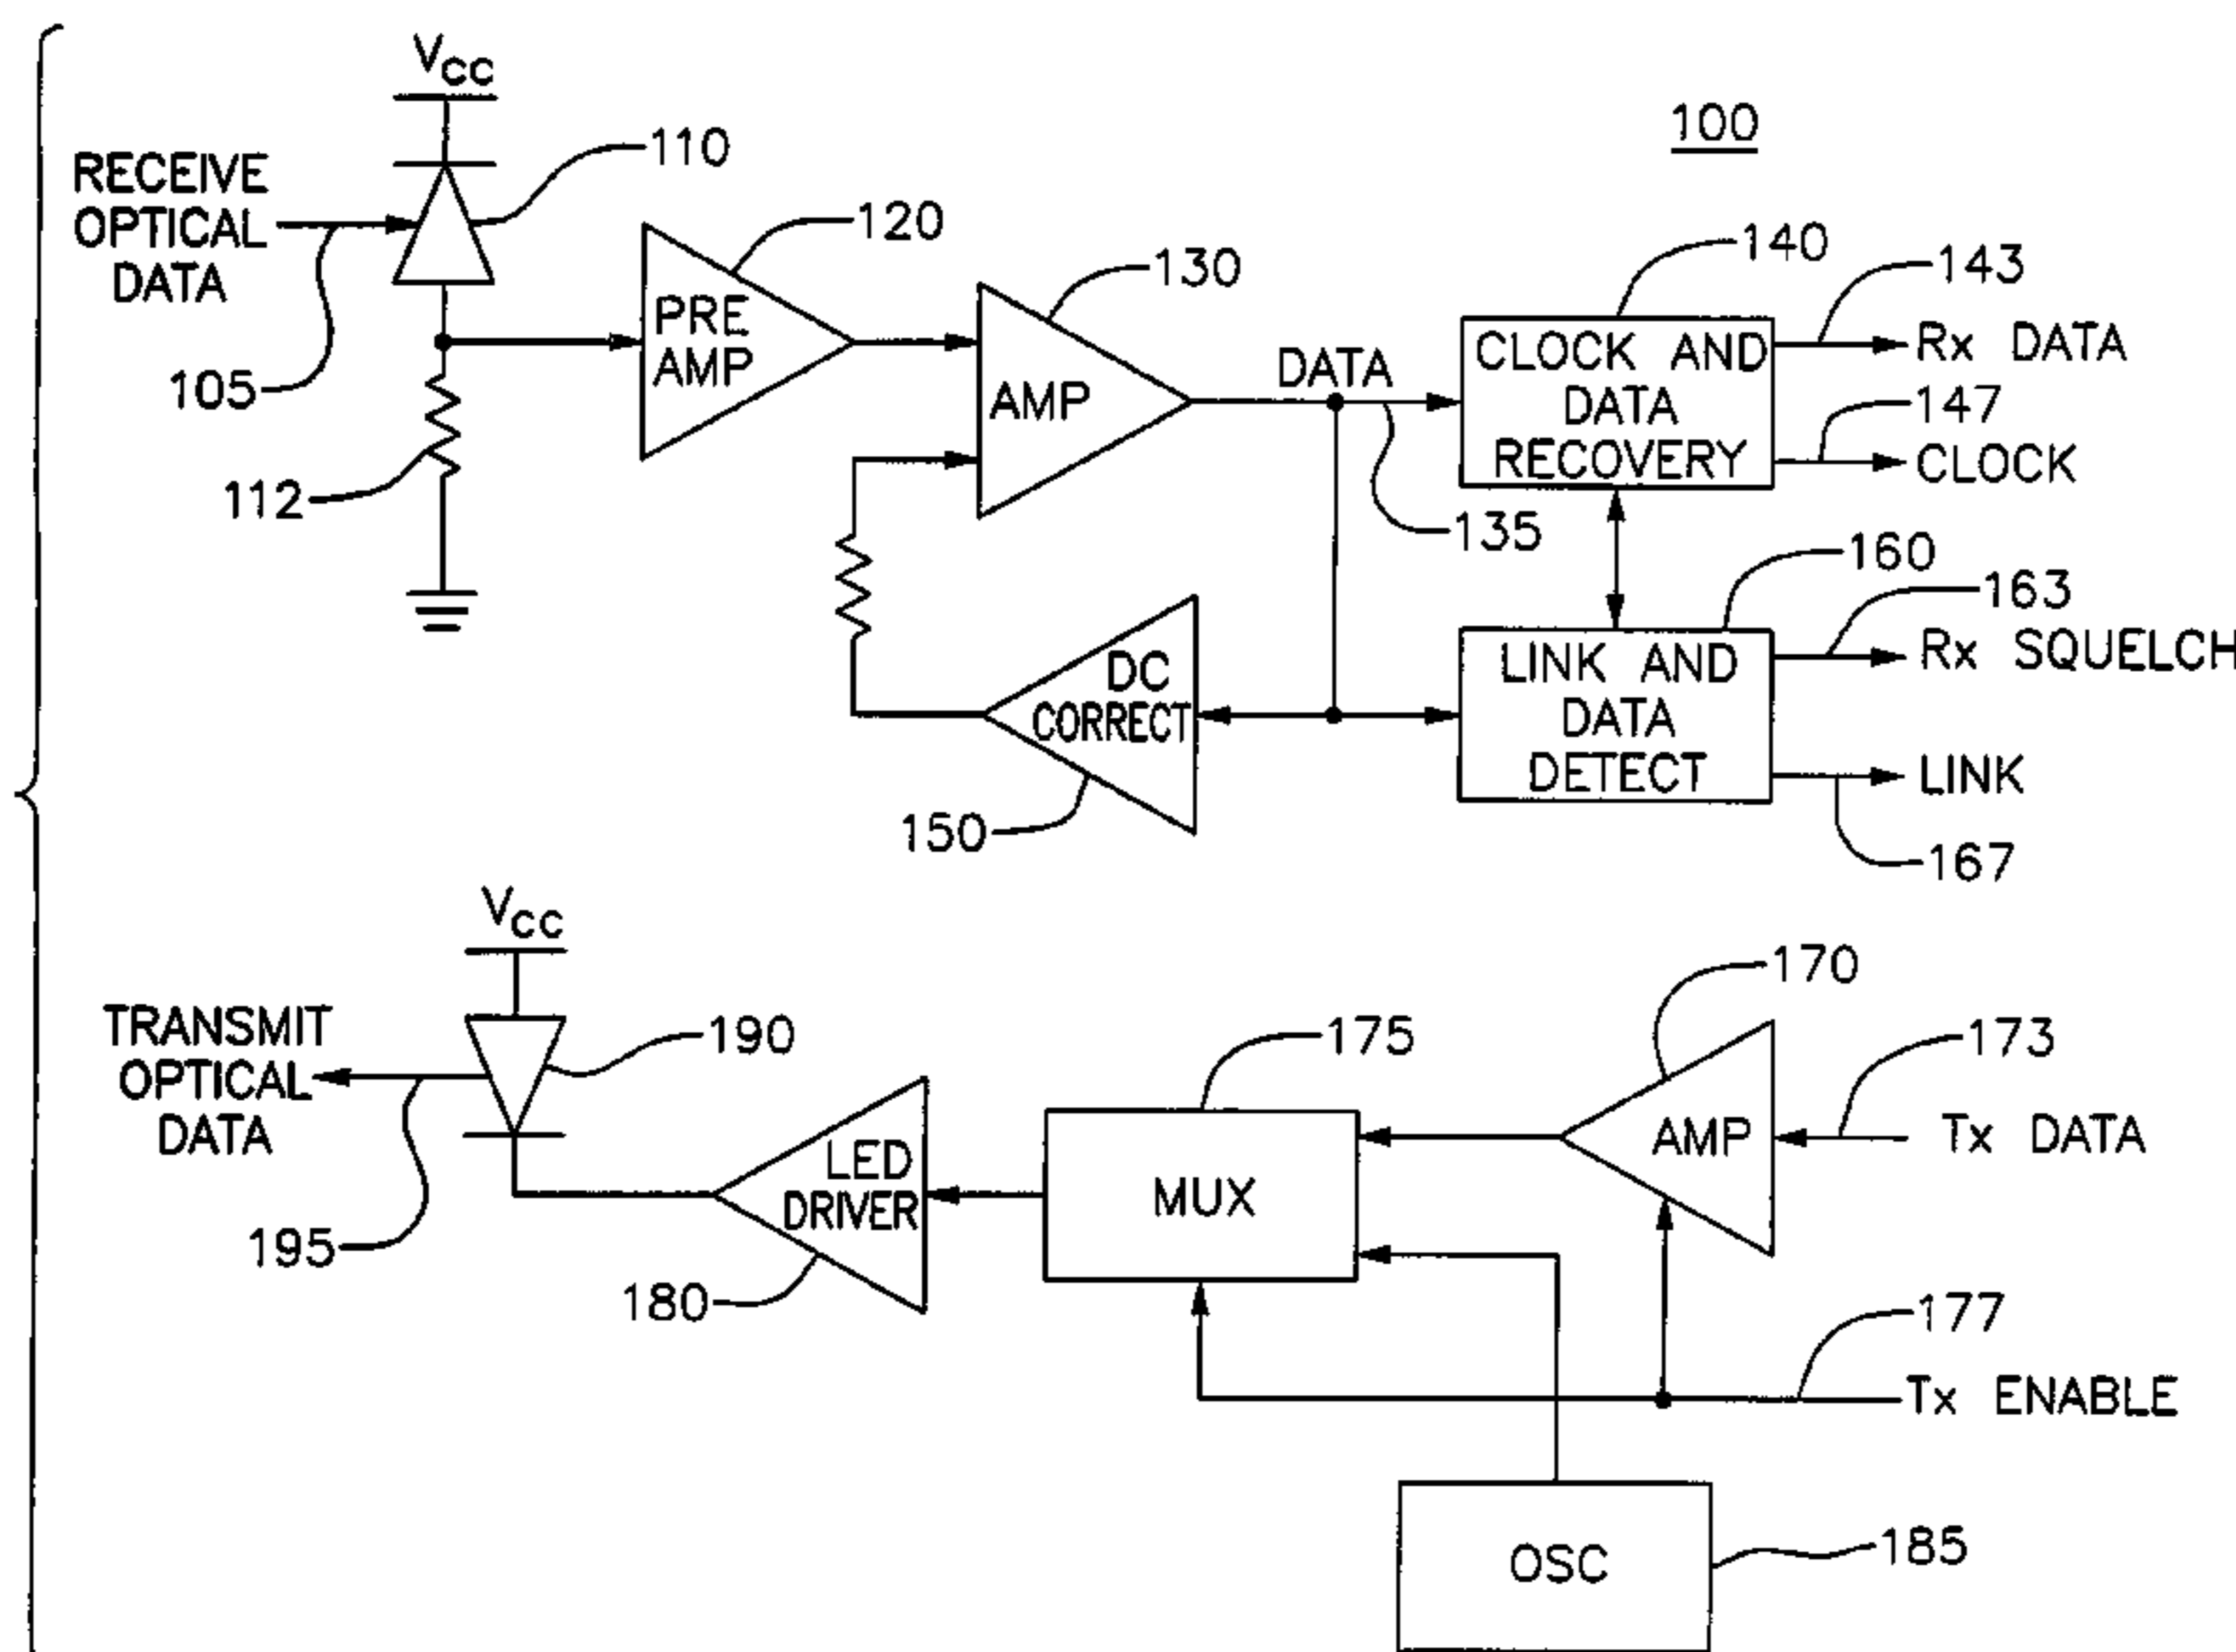 100
V_CC
RECEIVE
OPTICAL
DATA
105
110
112
PRE
AMP
120
AMP
130
DATA
135
CLOCK AND
DATA
RECOVERY
140
143
Rx DATA
147
CLOCK
DC
CORRECT
150
LINK AND
DATA
DETECT
160
163
Rx SQUELCH
LINK
167
V_CC
TRANSMIT
OPTICAL
DATA
190
195
LED
DRIVER
180
MUX
175
AMP
170
173
Tx DATA
177
Tx ENABLE
OSC
185